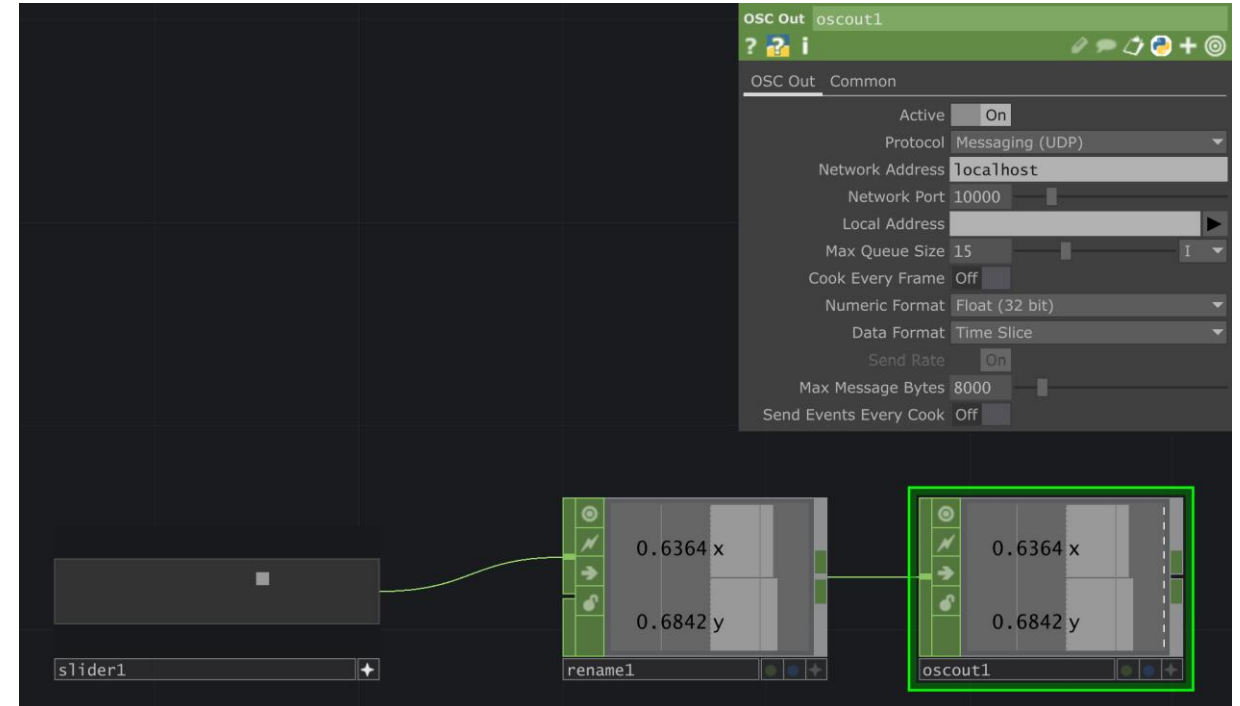 OSC Out oscout1
? ? i
OSC Out Common
Active On
Protocol Messaging (UDP)
Network Address localhost
Network Port 10000
Local Address
Max Queue Size 15 I
Cook Every Frame Off
Numeric Format Float (32 bit)
Data Format Time Slice
Send Rate On
Max Message Bytes 8000
Send Events Every Cook Off
0.6364 x
0.6842 y
0.6364 x
0.6842 y
slider1
rename1
oscout1